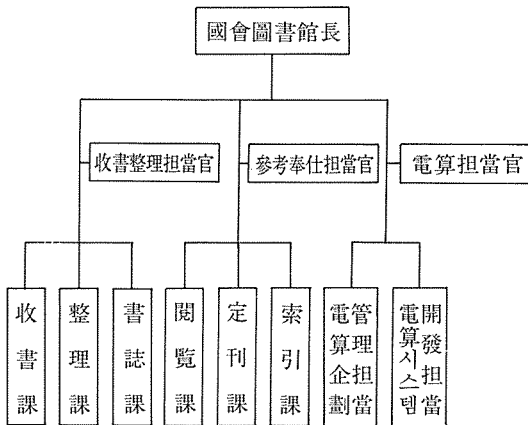 國會圖書館長
收書整理担當官
參考奉仕担當官
電算担當官
收書課
整理課
書誌課
閱覽課
定刊課
索引課
電算企劃
管理担當
電算시스템
開發担當